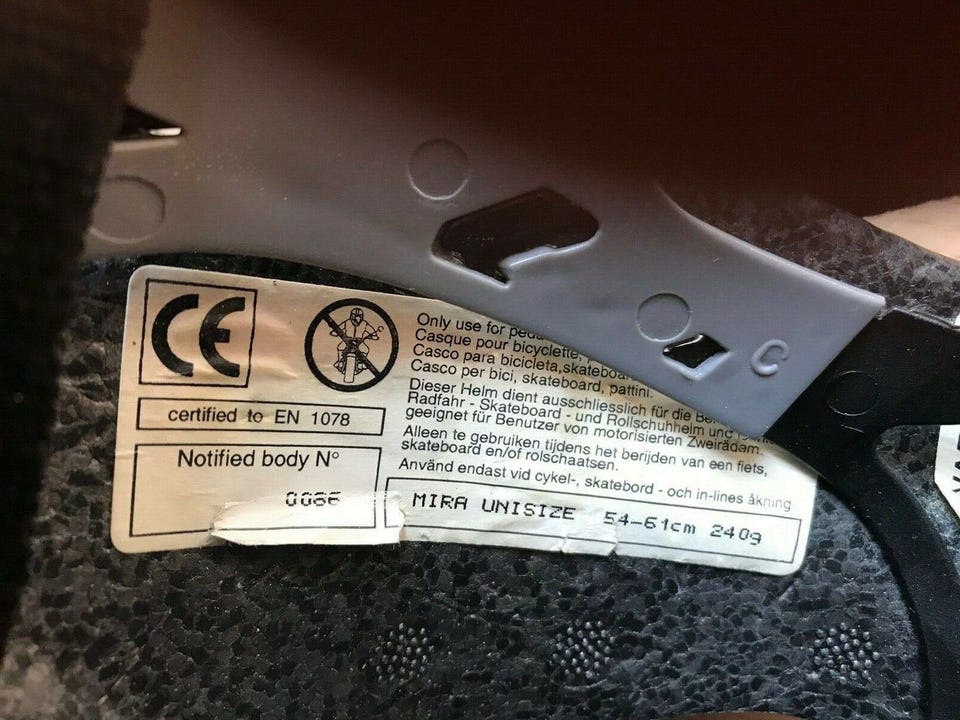 CE
certified to EN 1078
Notified body N°
0086
Only use for
Casque pour bicyclette,
Casco para bicicleta,
Casco per bici, skateboard, pattini.
Dieser Helm dient ausschliesslich für die
Radfahr - Skateboard - und Rollschuhhelm und
geeignet für Benutzer von motorisierten Zweirädam.
Alleen te gebruiken tijdens het berijden van een fiets,
skateboard en/of rolschaatsen.
Använd endast vid cykel-, skatebord - och in-lines åkning
MIRA UNISIZE 54-61cm 240g
C